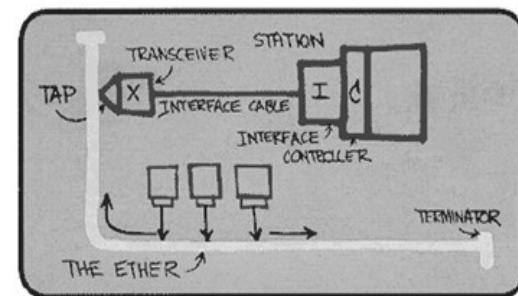 STATION
TRANSCEIVER
TAP
X
I
C
INTERFACE CABLE
INTERFACE
CONTROLLER
TERMINATOR
THE ETHER